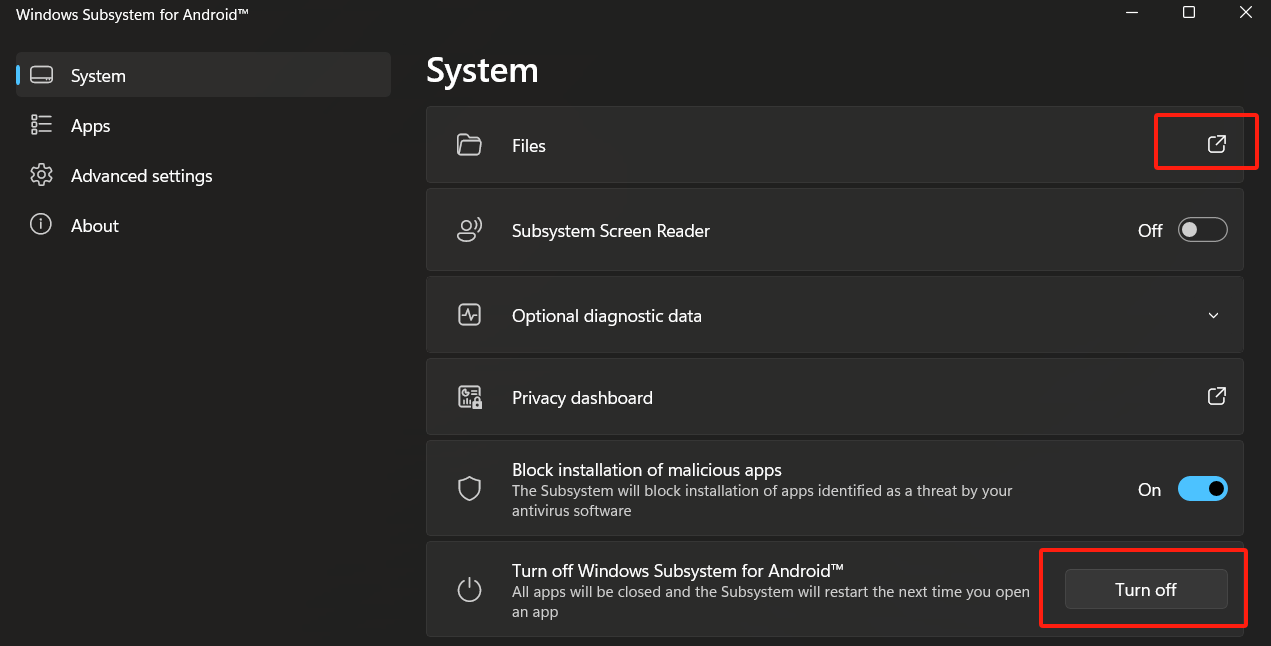 Windows Subsystem for Android™
System
Apps
Advanced settings
About
System
Files
Subsystem Screen Reader
Off
Optional diagnostic data
Privacy dashboard
Block installation of malicious apps
The Subsystem will block installation of apps identified as a threat by your
antivirus software
On
Turn off Windows Subsystem for Android™
All apps will be closed and the Subsystem will restart the next time you open
an app
Turn off